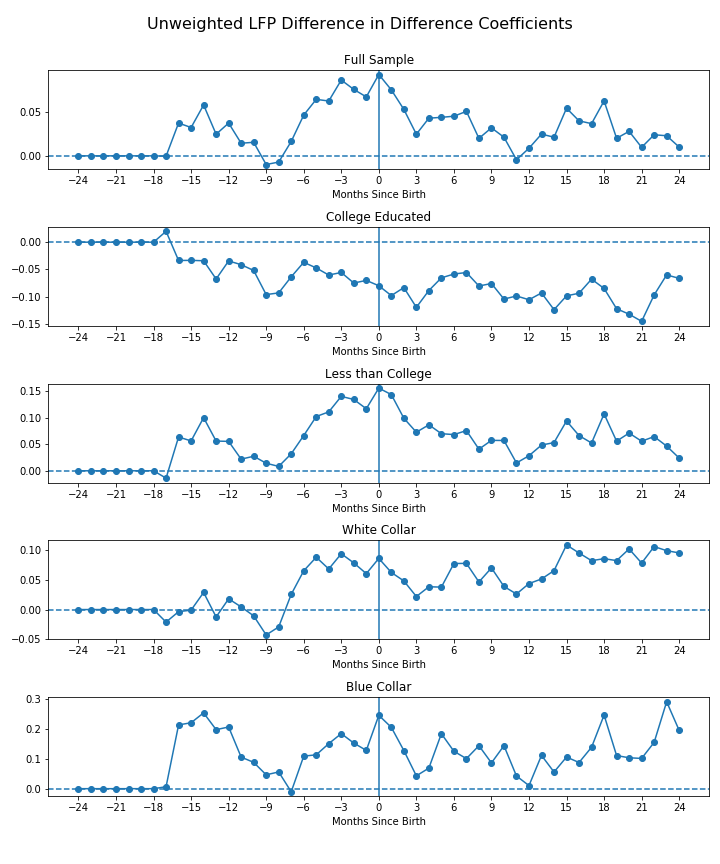 Unweighted LFP Difference in Difference Coefficients
Full Sample
0.05
0.00
−24 −21 −18 −15 −12 −9 −6 −3 0 3 6 9 12 15 18 21 24
Months Since Birth
College Educated
0.00
−0.05
−0.10
−0.15
−24 −21 −18 −15 −12 −9 −6 −3 0 3 6 9 12 15 18 21 24
Months Since Birth
Less than College
0.15
0.10
0.05
0.00
−24 −21 −18 −15 −12 −9 −6 −3 0 3 6 9 12 15 18 21 24
Months Since Birth
White Collar
0.10
0.05
0.00
−0.05
−24 −21 −18 −15 −12 −9 −6 −3 0 3 6 9 12 15 18 21 24
Months Since Birth
Blue Collar
0.3
0.2
0.1
0.0
−24 −21 −18 −15 −12 −9 −6 −3 0 3 6 9 12 15 18 21 24
Months Since Birth